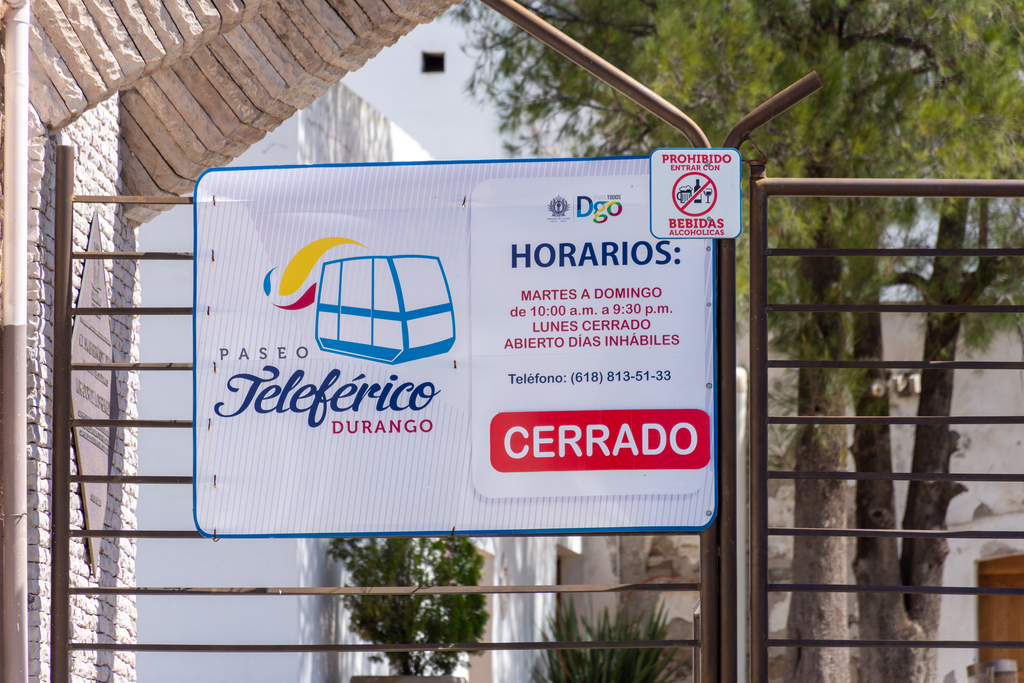 PROHIBIDO
ENTRAR CON
BEBIDAS
ALCOHOLICAS
TODOS
Dgo
HORARIOS:
MARTES A DOMINGO
de 10:00 a.m. a 9:30 p.m.
LUNES CERRADO
ABIERTO DÍAS INHÁBILES
Teléfono: (618) 813-51-33
CERRADO
PASEO
Teleférico
DURANGO